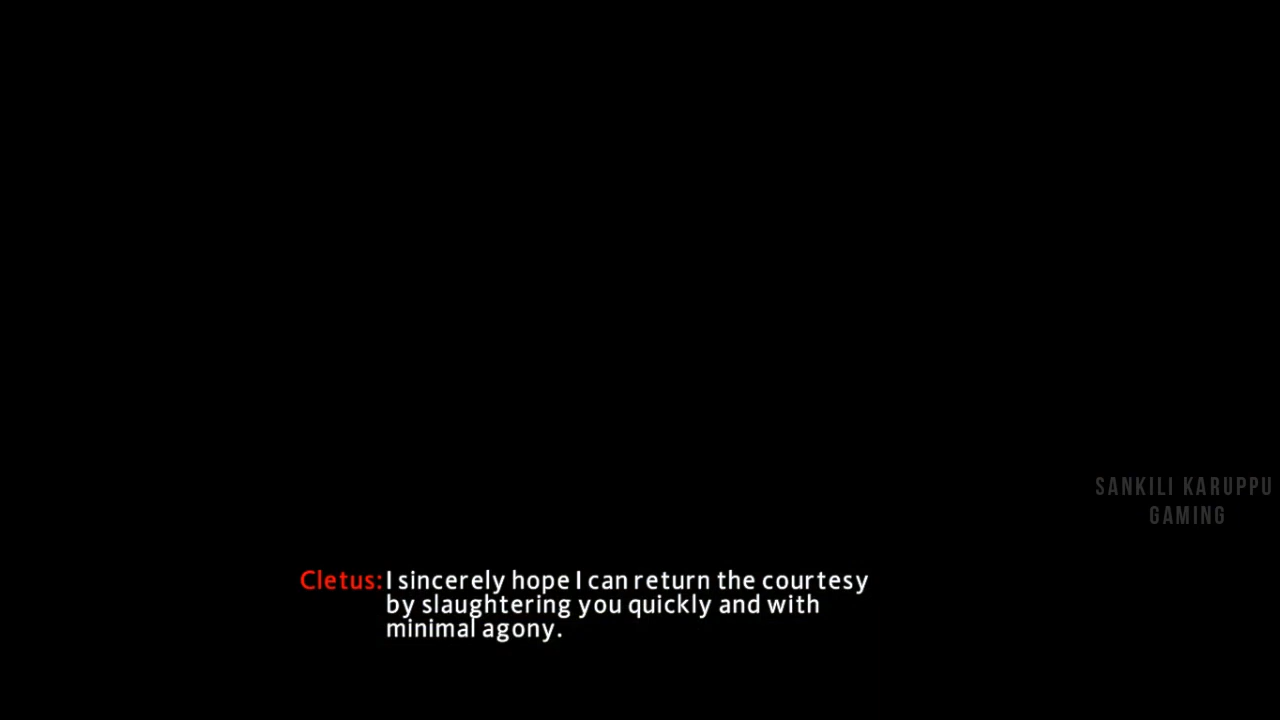 SANKILI KARUPPU
GAMING
Cletus: I sincerely hope I can return the courtesy
by slaughtering you quickly and with
minimal agony.